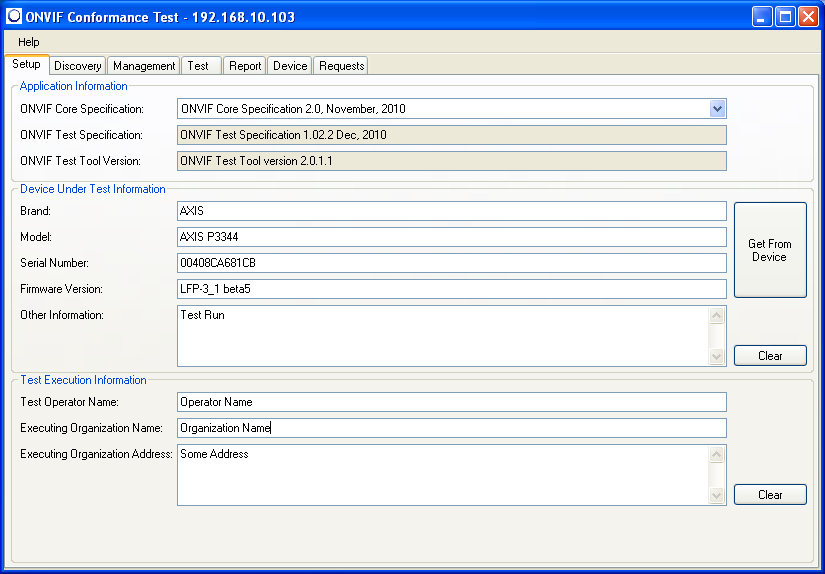 ONVIF Conformance Test - 192.168.10.103
Help
Setup Discovery Management Test Report Device Requests
Application Information
ONVIF Core Specification: ONVIF Core Specification 2.0, November, 2010
ONVIF Test Specification: ONVIF Test Specification 1.02.2 Dec, 2010
ONVIF Test Tool Version: ONVIF Test Tool version 2.0.1.1
Device Under Test Information
Brand: AXIS
Model: AXIS P3344
Get From
Device
Serial Number: 00408CA681CB
Firmware Version: LFP-3_1 beta5
Other Information: Test Run
Clear
Test Execution Information
Test Operator Name: Operator Name
Executing Organization Name: Organization Name
Executing Organization Address: Some Address
Clear